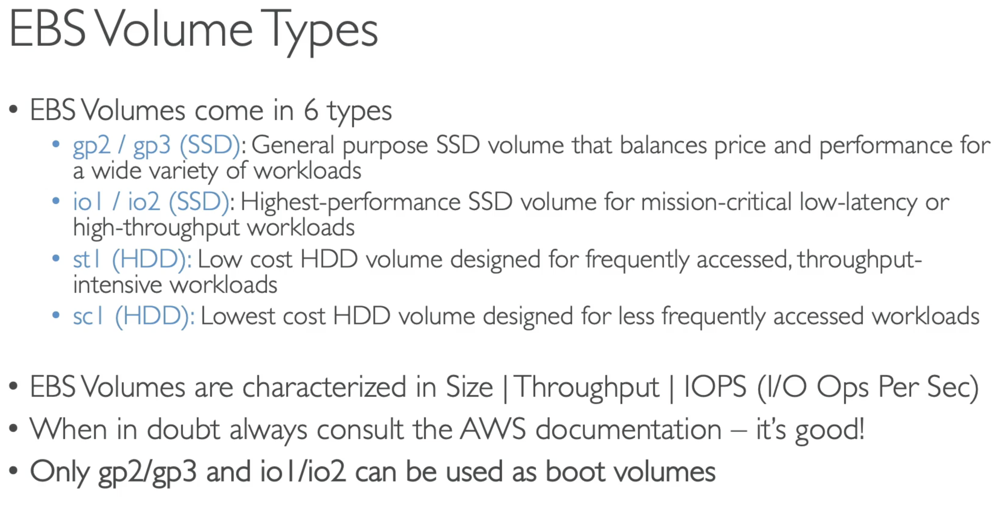 EBS Volume Types
• EBS Volumes come in 6 types
• gp2 / gp3 (SSD): General purpose SSD volume that balances price and performance for
a wide variety of workloads
• io1 / io2 (SSD): Highest-performance SSD volume for mission-critical low-latency or
high-throughput workloads
• st1 (HDD): Low cost HDD volume designed for frequently accessed, throughput-
intensive workloads
• sc1 (HDD): Lowest cost HDD volume designed for less frequently accessed workloads
• EBS Volumes are characterized in Size | Throughput | IOPS (I/O Ops Per Sec)
• When in doubt always consult the AWS documentation – it’s good!
• Only gp2/gp3 and io1/io2 can be used as boot volumes